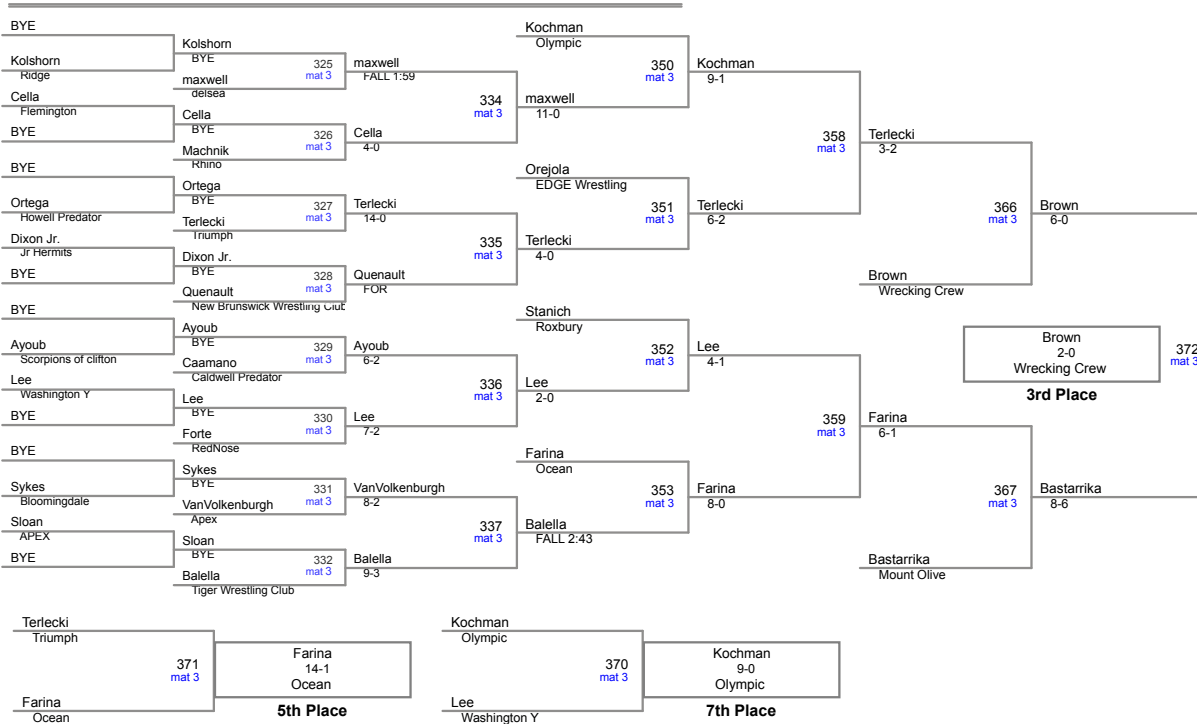 BYE
Kolshorn
Ridge
Cella
Flemington
BYE
BYE
Ortega
Howell Predator
Dixon Jr.
Jr Hermits
BYE
BYE
Ayoub
Scorpions of clifton
Lee
Washington Y
BYE
BYE
Sykes
Bloomingdale
Sloan
APEX
BYE
Kolshorn
BYE
325
mat 3
maxwell
delsea
Cella
BYE
326
mat 3
Machnik
Rhino
Ortega
BYE
327
mat 3
Terlecki
Triumph
Dixon Jr.
BYE
328
mat 3
Quenault
New Brunswick Wrestling Club
Ayoub
BYE
329
mat 3
Caamano
Caldwell Predator
Lee
BYE
330
mat 3
Forte
RedNose
Sykes
BYE
331
mat 3
VanVolkenburgh
Apex
Sloan
BYE
332
mat 3
Balella
Tiger Wrestling Club
maxwell
FALL 1:59
334
mat 3
Cella
4-0
Terlecki
14-0
335
mat 3
Quenault
FOR
Ayoub
6-2
336
mat 3
Lee
7-2
VanVolkenburgh
8-2
337
mat 3
Balella
9-3
Kochman
Olympic
350
mat 3
maxwell
11-0
Orejola
EDGE Wrestling
351
mat 3
Terlecki
4-0
Stanich
Roxbury
352
mat 3
Lee
2-0
Farina
Ocean
353
mat 3
Balella
FALL 2:43
Kochman
9-1
358
mat 3
Terlecki
6-2
Lee
4-1
359
mat 3
Farina
8-0
Terlecki
3-2
366
mat 3
Brown
Wrecking Crew
Farina
6-1
367
mat 3
Bastarrika
Mount Olive
Brown
6-0
Brown
2-0
Wrecking Crew
3rd Place
372
mat 3
Bastarrika
8-6
Terlecki
Triumph
371
mat 3
Farina
Ocean
Farina
14-1
Ocean
5th Place
Kochman
Olympic
370
mat 3
Lee
Washington Y
Kochman
9-0
Olympic
7th Place